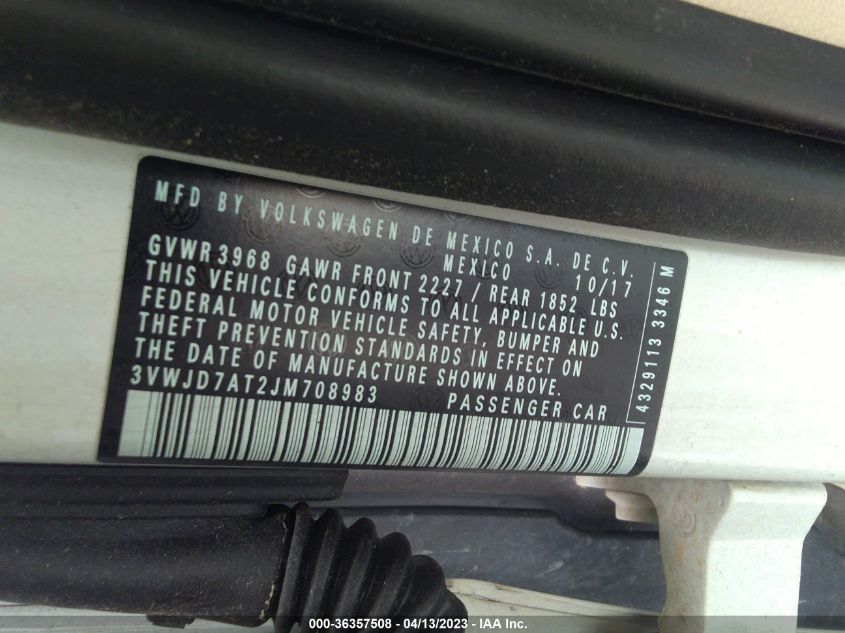 MFD BY VOLKSWAGEN DE MEXICO S.A. DE C.V.
MEXICO 10/17
GVWR 3968 GAWR FRONT 2227 / REAR 1852 LBS
THIS VEHICLE CONFORMS TO ALL APPLICABLE U.S.
FEDERAL MOTOR VEHICLE SAFETY, BUMPER AND
THEFT PREVENTION STANDARDS IN EFFECT ON
THE DATE OF MANUFACTURE SHOWN ABOVE.
3VWJD7AT2JM708983 PASSENGER CAR
4329113 3346 M
000-36357508 - 04/13/2023 - IAA Inc.